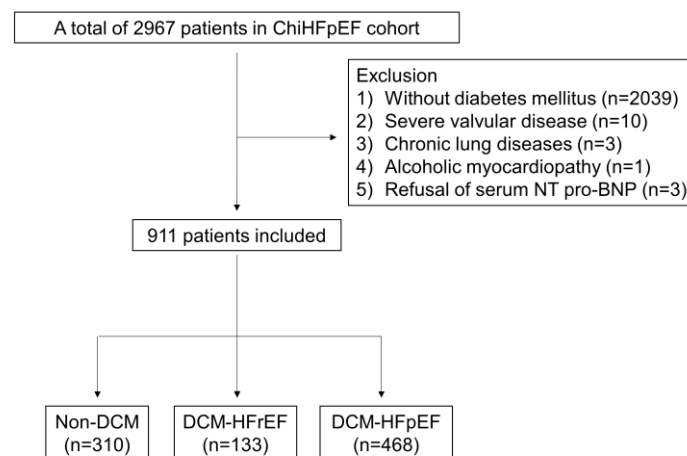 A total of 2967 patients in ChiHFpEF cohort
Exclusion
1) Without diabetes mellitus (n=2039)
2) Severe valvular disease (n=10)
3) Chronic lung diseases (n=3)
4) Alcoholic myocardiopathy (n=1)
5) Refusal of serum NT pro-BNP (n=3)
911 patients included
Non-DCM
(n=310)
DCM-HFrEF
(n=133)
DCM-HFpEF
(n=468)